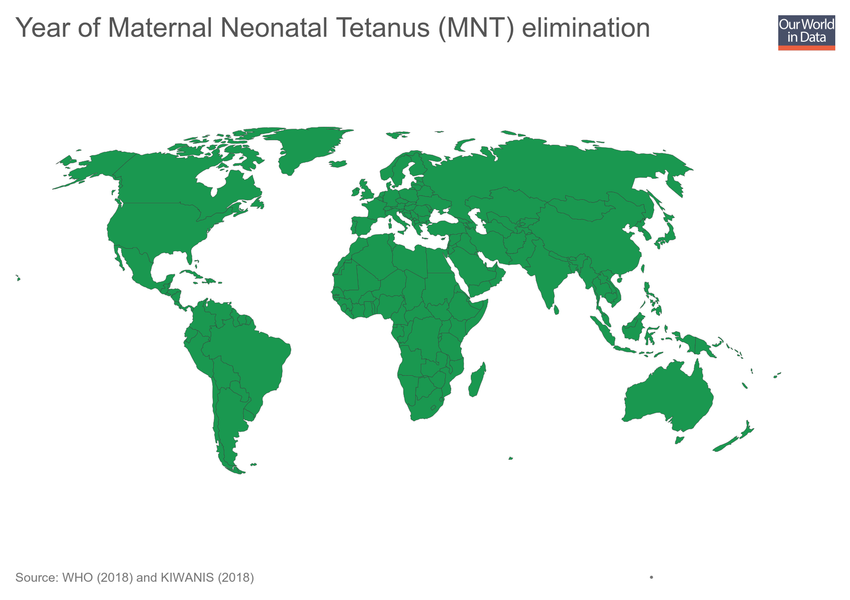 Year of Maternal Neonatal Tetanus (MNT) elimination
Our World
in Data
Source: WHO (2018) and KIWANIS (2018)
•